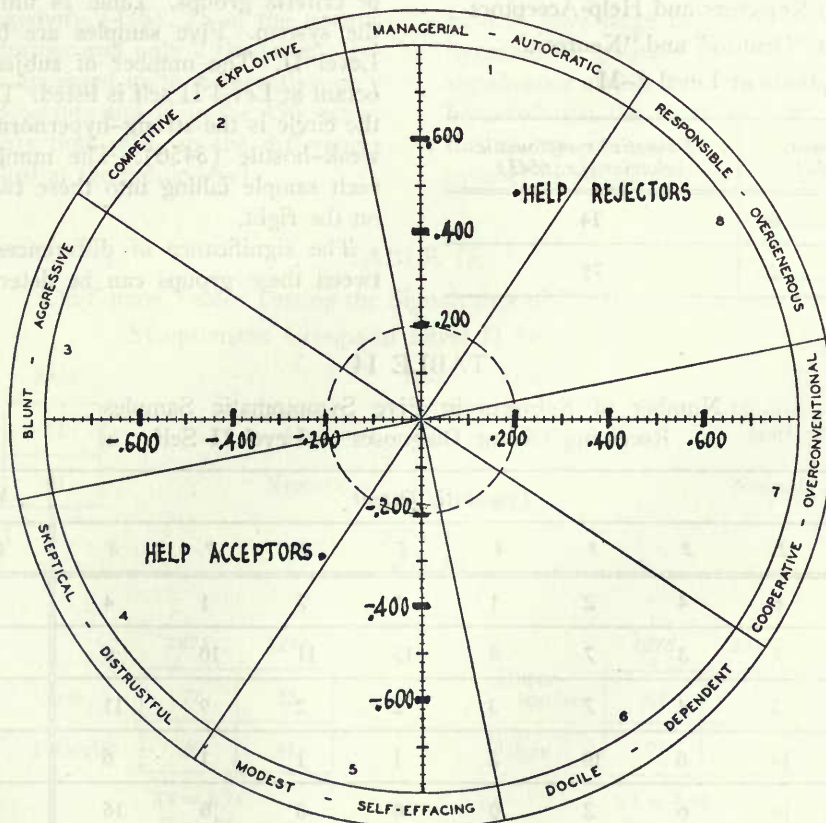 MANAGERIAL - AUTOCRATIC
1
COMPETITIVE - EXPLOITIVE
2
RESPONSIBLE - OVERGENEROUS
8
.600
HELP REJECTORS
.400
.200
BLUNT - AGGRESSIVE
3
-.600 -.400 -.200 .200 .400 .600
COOPERATIVE - OVERCONVENTIONAL
7
-.200
HELP ACCEPTORS
-.400
SKEPTICAL - DISTRUSTFUL
4
-.600
DOCILE - DEPENDENT
6
MODEST - SELF-EFFACING
5